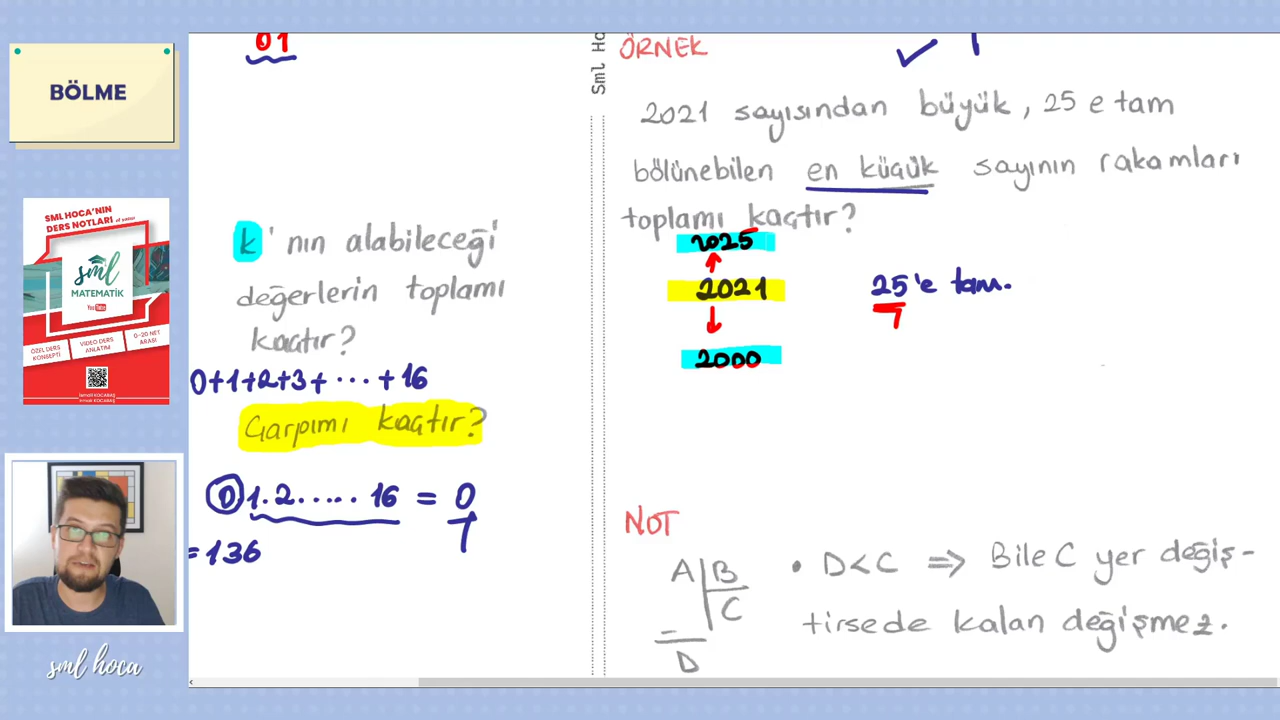 BÖLME
SML HOCA'NIN
DERS NOTLARI
sml
MATEMATİK
YouTube
ÖZEL DERS
KONSEPTİ
VİDEO DERS
ANLATIM
0-20 NET
ARASI
İsmail KOCABAŞ
sml hoca
01
k'nın alabileceği
değerlerin toplamı
kaçtır?
0+1+2+3+ ... +16
Çarpımı kaçtır?
0 1.2..... 16 = 0
=136
Sml Ho
ÖRNEK
2021 sayısından büyük, 25 e tam
bölünebilen en küçük sayının rakamları
toplamı kaçtır?
2025
2021 25'e tam.
2000
NOT
A B
C
D
• D<C ⇒ B ile C yer değiş-
tirsede kalan değişmez.